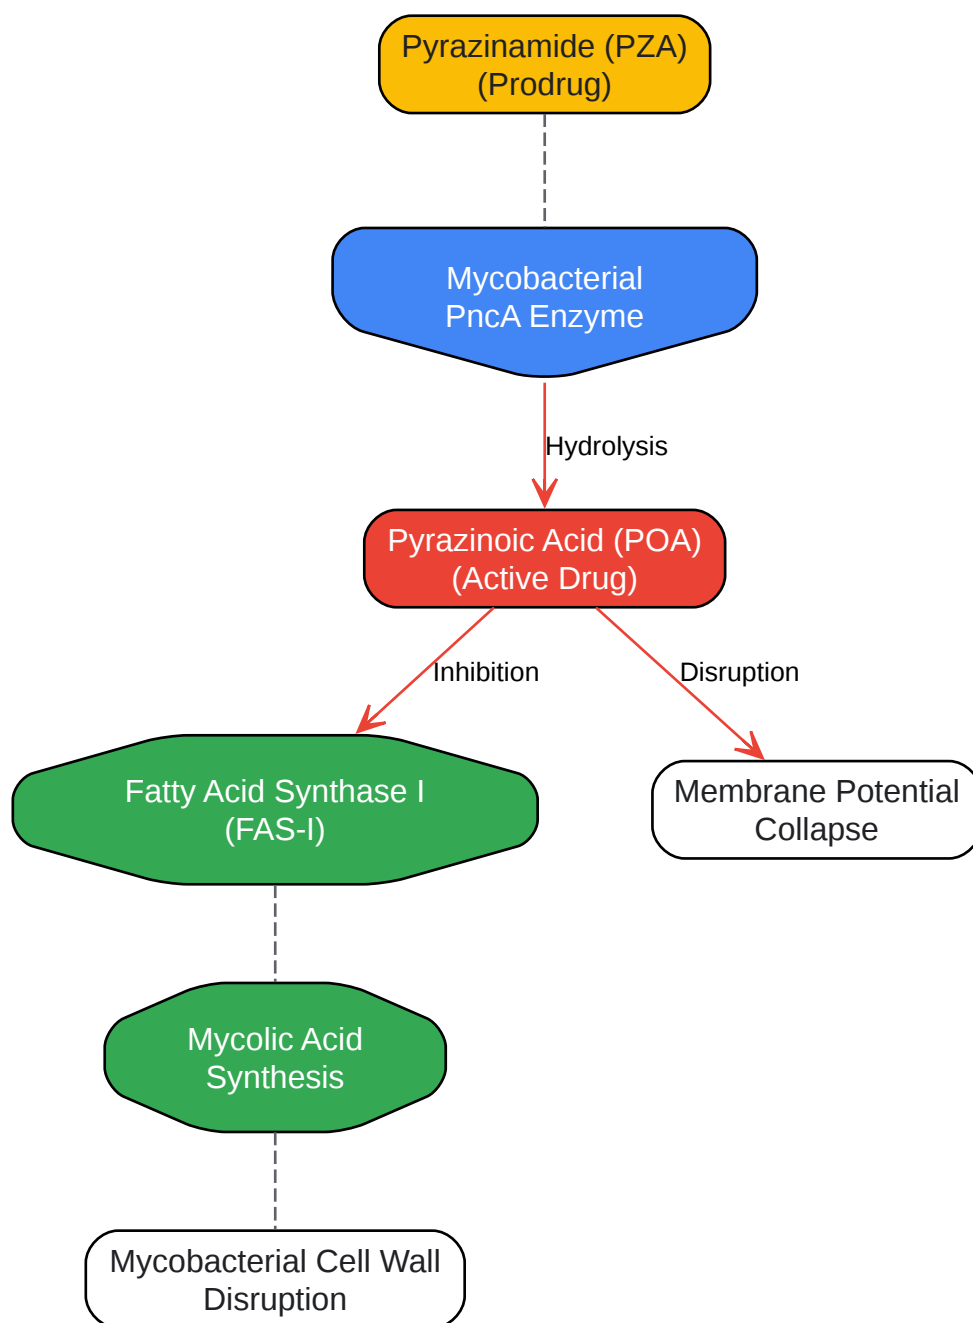 Pyrazinamide (PZA)
(Prodrug)
Mycobacterial
PncA Enzyme
Hydrolysis
Pyrazinoic Acid (POA)
(Active Drug)
Inhibition
Disruption
Fatty Acid Synthase I
(FAS-I)
Membrane Potential
Collapse
Mycolic Acid
Synthesis
Mycobacterial Cell Wall
Disruption